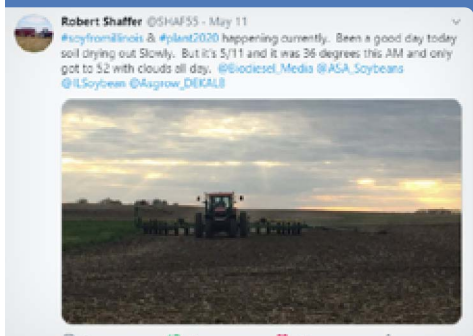 Robert Shaffer @SHAF55 - May 11
#soyfromillinois & #plant2020 happening currently. Been a good day today
soil drying out Slowly. But it's 5/11 and it was 36 degrees this AM and only
got to 52 with clouds all day. @Biodiesel_Media @ASA_Soybeans
@ILSoybean @Asgrow_DEKALB